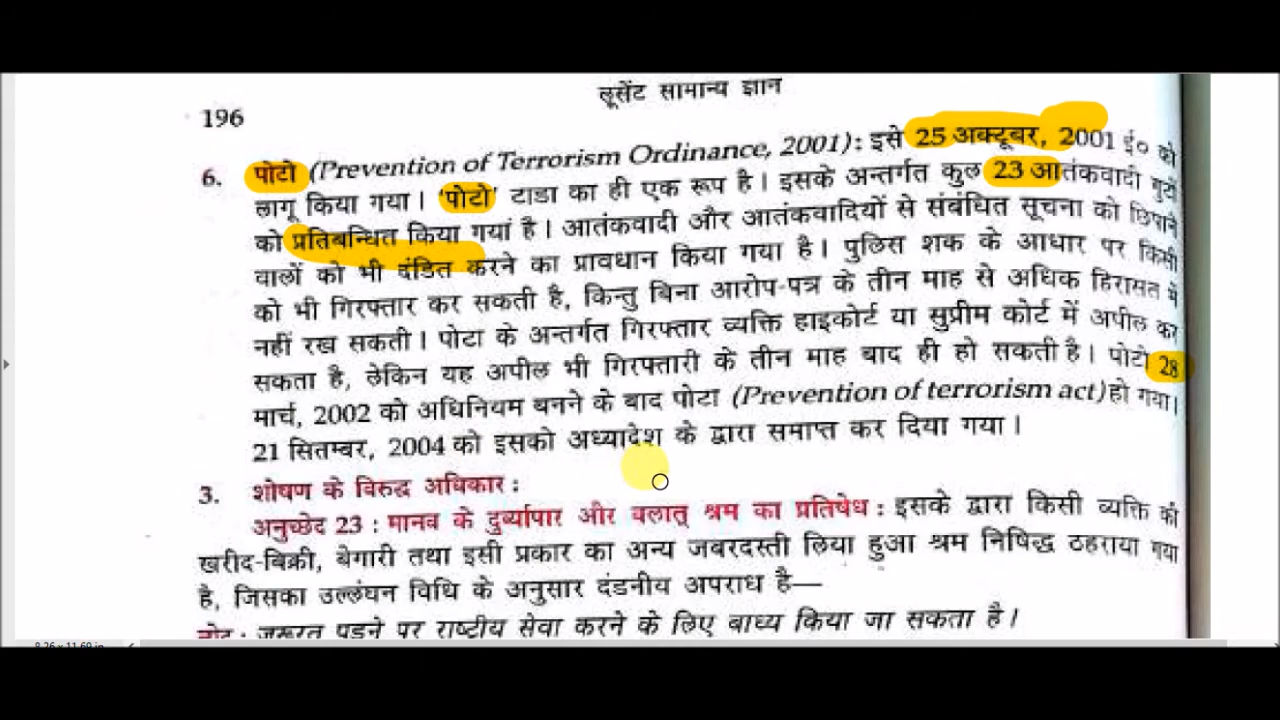 लूसेंट सामान्य ज्ञान
196
6. पोटो (Prevention of Terrorism Ordinance, 2001) : इसे 25 अक्टूबर, 2001 ई० को
लागू किया गया। 'पोटो' टाडा का ही एक रूप है। इसके अन्तर्गत कुल 23 आतंकवादी गुटों
को प्रतिबन्धित किया गयां है। आतंकवादी और आतंकवादियों से संबंधित सूचना को छिपाने
वालों को भी दंडित करने का प्रावधान किया गया है। पुलिस शक के आधार पर किसी
को भी गिरफ्तार कर सकती है, किन्तु बिना आरोप-पत्र के तीन माह से अधिक हिरासत में
नहीं रख सकती। पोटा के अन्तर्गत गिरफ्तार व्यक्ति हाइकोर्ट या सुप्रीम कोर्ट में अपील कर
सकता है, लेकिन यह अपील भी गिरफ्तारी के तीन माह बाद ही हो सकती है। पोटो 28
मार्च, 2002 को अधिनियम बनने के बाद पोटा (Prevention of terrorism act) हो गया।
21 सितम्बर, 2004 को इसको अध्यादेश के द्वारा समाप्त कर दिया गया।
3. शोषण के विरुद्ध अधिकार :
अनुच्छेद 23 : मानव के दुर्व्यापार और बलात् श्रम का प्रतिषेध : इसके द्वारा किसी व्यक्ति की
खरीद-बिक्री, बेगारी तथा इसी प्रकार का अन्य जबरदस्ती लिया हुआ श्रम निषिद्ध ठहराया गया
है, जिसका उल्लंघन विधि के अनुसार दंडनीय अपराध है—
नोट : जरूरत पड़ने पर राष्ट्रीय सेवा करने के लिए बाध्य किया जा सकता है।
8.26 x 11.69 in